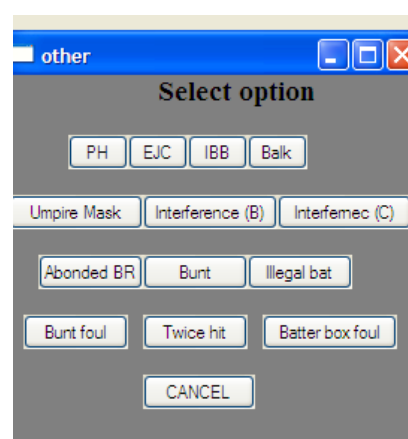 other
Select option
PH EJC IBB Balk
Umpire Mask Interference (B) Interfernec (C)
Abonded BR Bunt Illegal bat
Bunt foul Twice hit Batter box foul
CANCEL